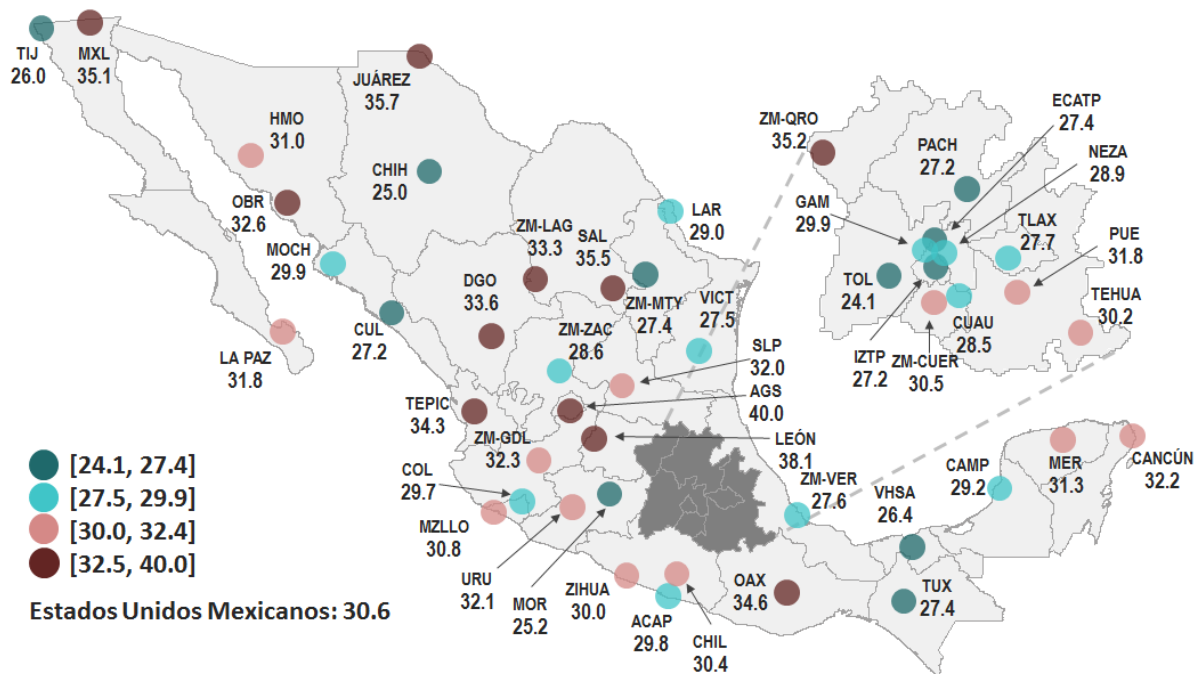 TIJ
26.0
MXL
35.1
JUÁREZ
35.7
HMO
31.0
CHIH
25.0
OBR
32.6
MOCH
29.9
LA PAZ
31.8
CUL
27.2
DGO
33.6
ZM-LAG
33.3
SAL
35.5
LAR
29.0
ZM-MTY
27.4
VICT
27.5
ZM-ZAC
28.6
SLP
32.0
AGS
40.0
LEÓN
38.1
TEPIC
34.3
ZM-GDL
32.3
COL
29.7
MZLLO
30.8
URU
32.1
MOR
25.2
ZIHUA
30.0
ACAP
29.8
CHIL
30.4
OAX
34.6
ZM-VER
27.6
VHSA
26.4
TUX
27.4
CAMP
29.2
MER
31.3
CANCÚN
32.2
ZM-QRO
35.2
PACH
27.2
ECATP
27.4
NEZA
28.9
GAM
29.9
TLAX
27.7
PUE
31.8
TOL
24.1
TEHUA
30.2
CUAU
28.5
IZTP
27.2
ZM-CUER
30.5
[24.1, 27.4]
[27.5, 29.9]
[30.0, 32.4]
[32.5, 40.0]
Estados Unidos Mexicanos: 30.6